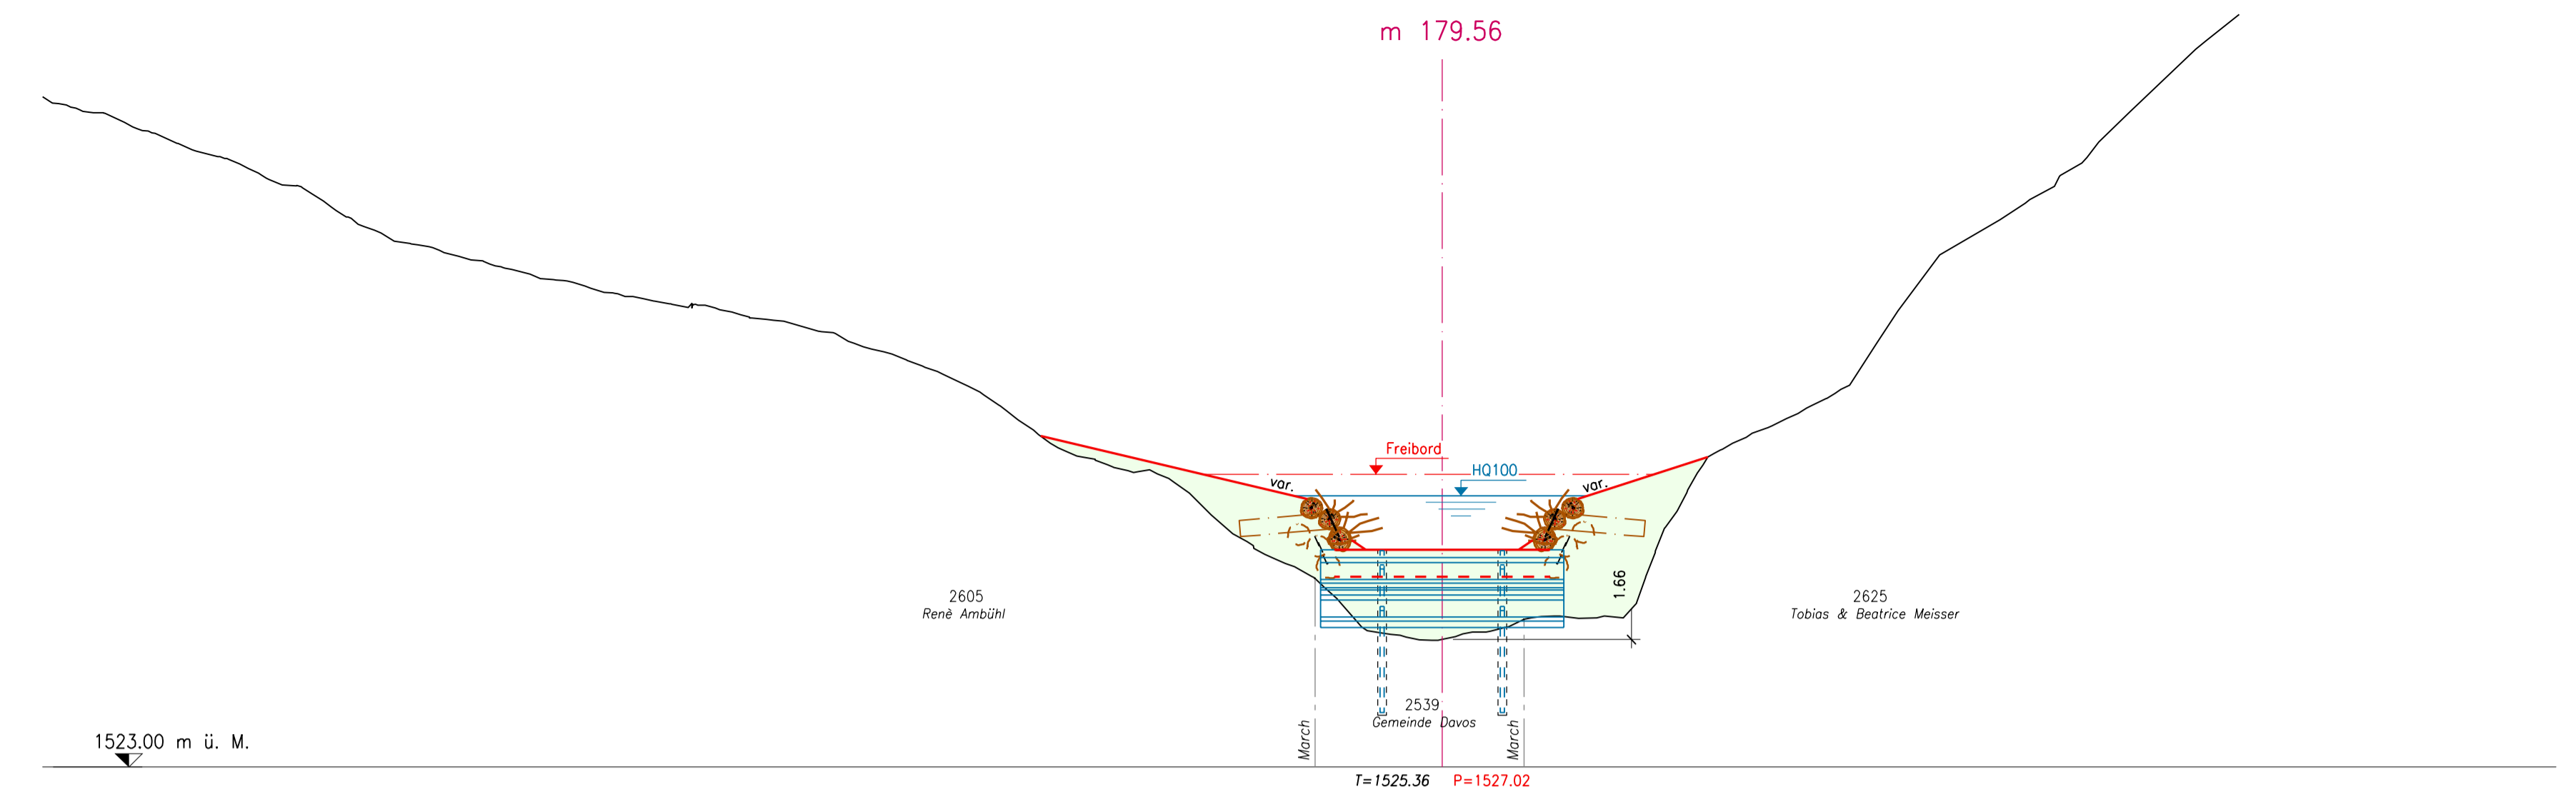 m 179.56
Freibord
HQ100
var.
var.
1.66
2605
Renè Ambühl
2625
Tobias & Beatrice Meisser
2539
Gemeinde Davos
March
March
1523.00 m ü. M.
T=1525.36 P=1527.02